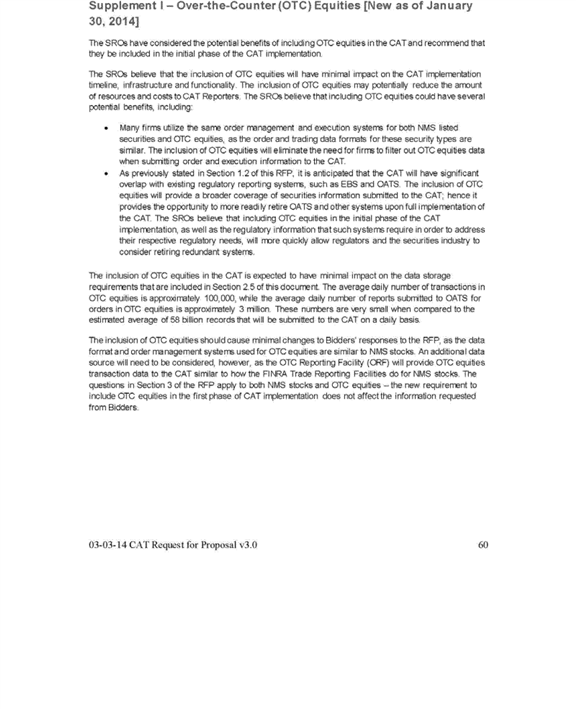 Supplement I – Over-the-Counter (OTC) Equities [New as of January
30, 2014]
The SROs have considered the potential benefits of including OTC equities in the CAT and recommend that
they be included in the initial phase of the CAT implementation.
The SROs believe that the inclusion of OTC equities will have minimal impact on the CAT implementation
timeline, infrastructure and functionality. The inclusion of OTC equities may potentially reduce the amount
of resources and costs to CAT Reporters. The SROs believe that including OTC equities could have several
potential benefits, including:
• Many firms utilize the same order management and execution systems for both NMS listed
securities and OTC equities, as the order and trading data formats for these security types are
similar. The inclusion of OTC equities will eliminate the need for firms to filter out OTC equities data
when submitting order and execution information to the CAT.
• As previously stated in Section 1.2 of this RFP, it is anticipated that the CAT will have significant
overlap with existing regulatory reporting systems, such as EBS and OATS. The inclusion of OTC
equities will provide a broader coverage of securities information submitted to the CAT; hence it
provides the opportunity to more readily retire OATS and other systems upon full implementation of
the CAT. The SROs believe that including OTC equities in the initial phase of the CAT
implementation, as well as the regulatory information that such systems require in order to address
their respective regulatory needs, will more quickly allow regulators and the securities industry to
consider retiring redundant systems.
The inclusion of OTC equities in the CAT is expected to have minimal impact on the data storage
requirements that are included in Section 2.5 of this document. The average daily number of transactions in
OTC equities is approximately 100,000, while the average daily number of reports submitted to OATS for
orders in OTC equities is approximately 3 million. These numbers are very small when compared to the
estimated average of 58 billion records that will be submitted to the CAT on a daily basis.
The inclusion of OTC equities should cause minimal changes to Bidders' responses to the RFP, as the data
format and order management systems used for OTC equities are similar to NMS stocks. An additional data
source will need to be considered, however, as the OTC Reporting Facility (ORF) will provide OTC equities
transaction data to the CAT similar to how the FINRA Trade Reporting Facilities do for NMS stocks. The
questions in Section 3 of the RFP apply to both NMS stocks and OTC equities – the new requirement to
include OTC equities in the first phase of CAT implementation does not affect the information requested
from Bidders.
03-03-14 CAT Request for Proposal v3.0 60